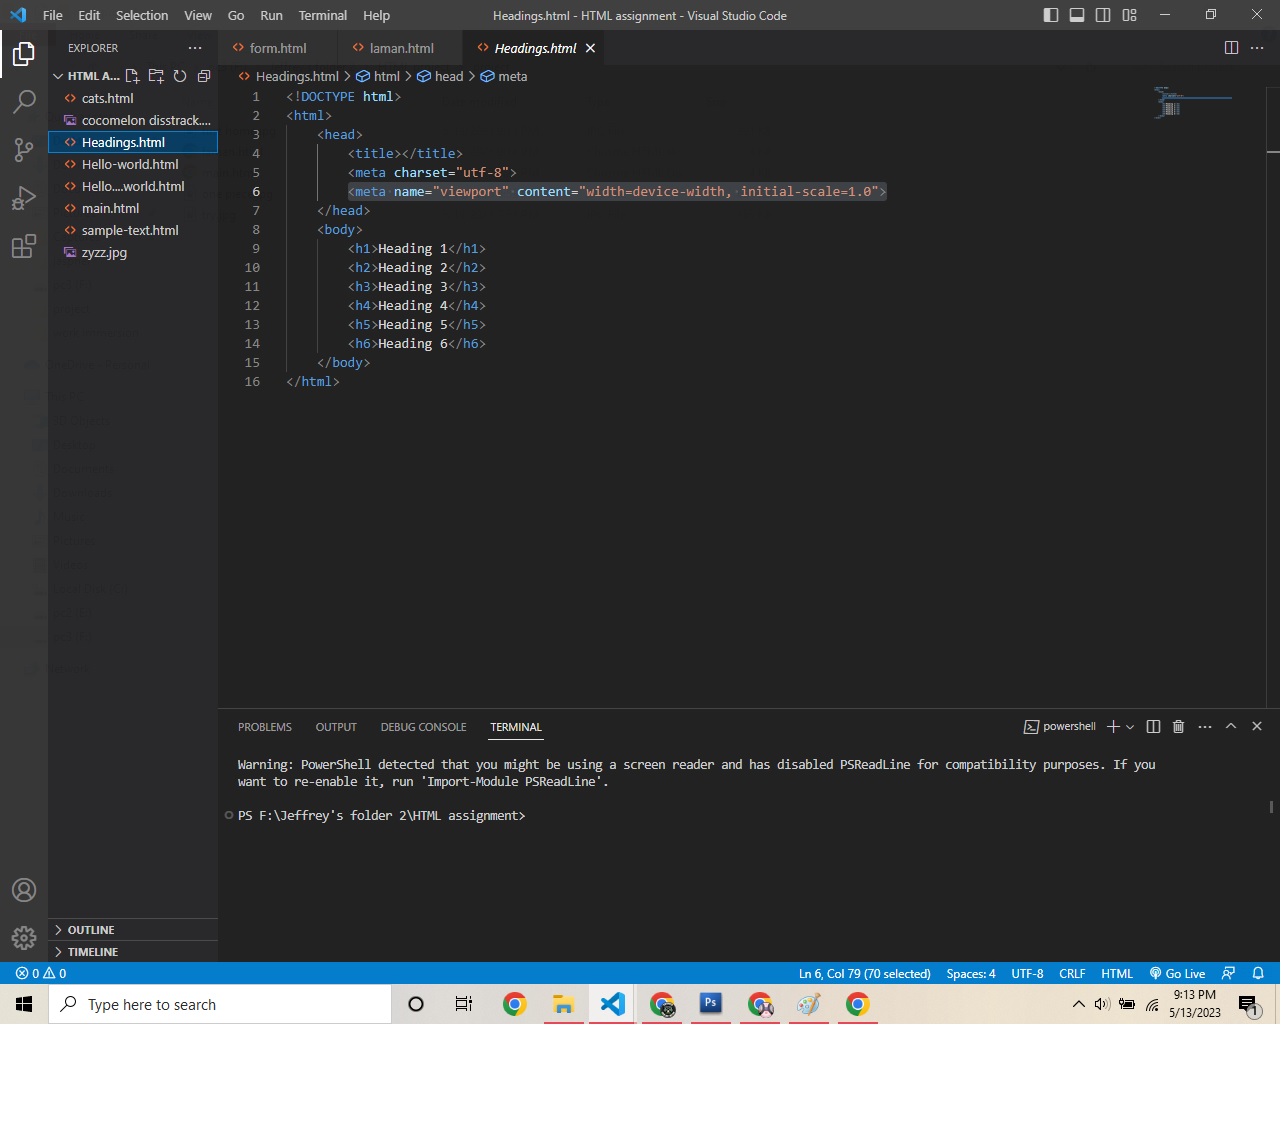 File Edit Selection View Go Run Terminal Help Headings.html - HTML assignment - Visual Studio Code
EXPLORER
form.html laman.html Headings.html
HTML A...
Headings.html > html > head > meta
cats.html
cocomelon disstrack....
Headings.html
Hello-world.html
Hello....world.html
main.html
sample-text.html
zyzz.jpg
1 <!DOCTYPE html>
2 <html>
3 <head>
4 <title></title>
5 <meta charset="utf-8">
6 <meta name="viewport" content="width=device-width, initial-scale=1.0">
7 </head>
8 <body>
9 <h1>Heading 1</h1>
10 <h2>Heading 2</h2>
11 <h3>Heading 3</h3>
12 <h4>Heading 4</h4>
13 <h5>Heading 5</h5>
14 <h6>Heading 6</h6>
15 </body>
16 </html>
PROBLEMS OUTPUT DEBUG CONSOLE TERMINAL powershell
Warning: PowerShell detected that you might be using a screen reader and has disabled PSReadLine for compatibility purposes. If you
want to re-enable it, run 'Import-Module PSReadLine'.
PS F:\Jeffrey's folder 2\HTML assignment>
OUTLINE
TIMELINE
0 0 Ln 6, Col 79 (70 selected) Spaces: 4 UTF-8 CRLF HTML Go Live
Type here to search
Ps
9:13 PM
5/13/2023
1